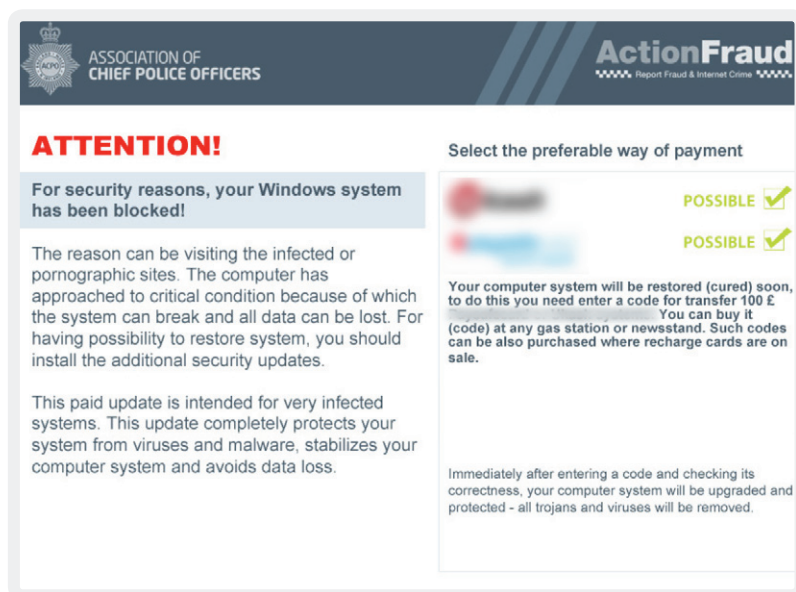 ACPO
ASSOCIATION OF
CHIEF POLICE OFFICERS
ActionFraud
Report Fraud & Internet Crime
ATTENTION!
For security reasons, your Windows system
has been blocked!
The reason can be visiting the infected or
pornographic sites. The computer has
approached to critical condition because of which
the system can break and all data can be lost. For
having possibility to restore system, you should
install the additional security updates.
This paid update is intended for very infected
systems. This update completely protects your
system from viruses and malware, stabilizes your
computer system and avoids data loss.
Select the preferable way of payment
POSSIBLE
POSSIBLE
Your computer system will be restored (cured) soon,
to do this you need enter a code for transfer 100 £
You can buy it
(code) at any gas station or newsstand. Such codes
can be also purchased where recharge cards are on
sale.
Immediately after entering a code and checking its
correctness, your computer system will be upgraded and
protected - all trojans and viruses will be removed.